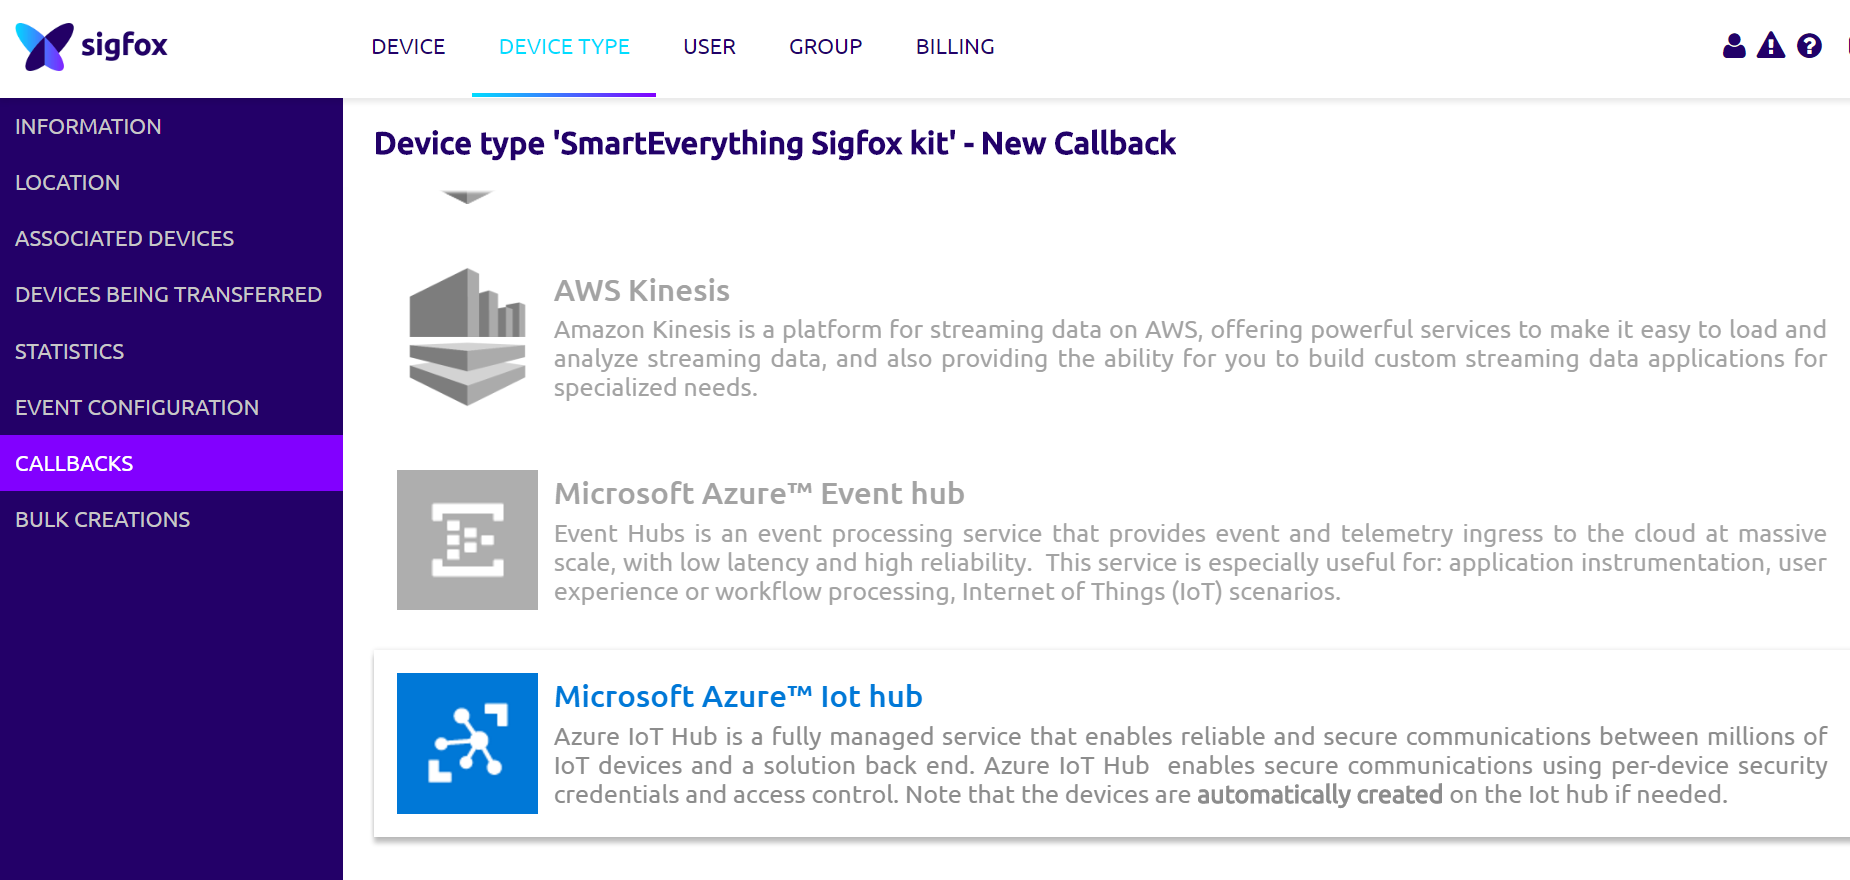 sigfox
DEVICE
DEVICE TYPE
USER
GROUP
BILLING
INFORMATION
LOCATION
ASSOCIATED DEVICES
DEVICES BEING TRANSFERRED
STATISTICS
EVENT CONFIGURATION
CALLBACKS
BULK CREATIONS
Device type 'SmartEverything Sigfox kit' - New Callback
AWS Kinesis
Amazon Kinesis is a platform for streaming data on AWS, offering powerful services to make it easy to load and
analyze streaming data, and also providing the ability for you to build custom streaming data applications for
specialized needs.
Microsoft Azure™ Event hub
Event Hubs is an event processing service that provides event and telemetry ingress to the cloud at massive
scale, with low latency and high reliability.  This service is especially useful for: application instrumentation, user
experience or workflow processing, Internet of Things (IoT) scenarios.
Microsoft Azure™ Iot hub
Azure IoT Hub is a fully managed service that enables reliable and secure communications between millions of
IoT devices and a solution back end. Azure IoT Hub  enables secure communications using per-device security
credentials and access control. Note that the devices are automatically created on the Iot hub if needed.